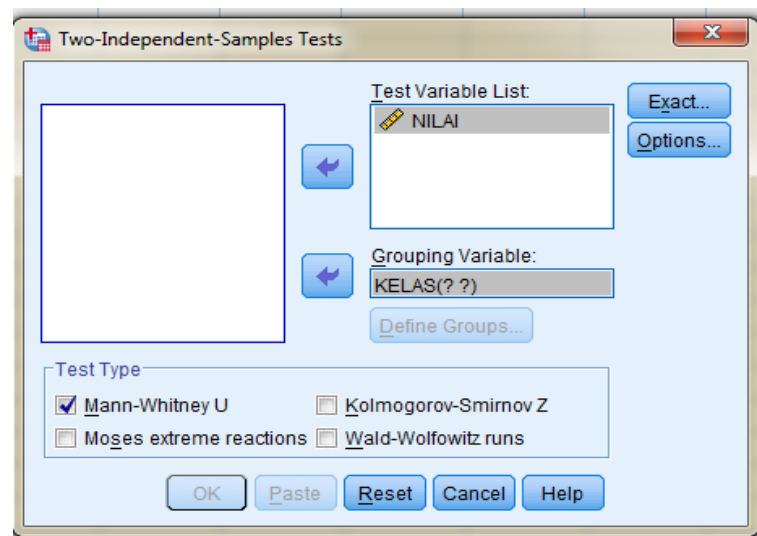 Two-Independent-Samples Tests
Test Variable List:
NILAI
Exact...
Options...
Grouping Variable:
KELAS(? ?)
Define Groups...
Test Type
Mann-Whitney U
Kolmogorov-Smirnov Z
Moses extreme reactions
Wald-Wolfowitz runs
OK
Paste
Reset
Cancel
Help